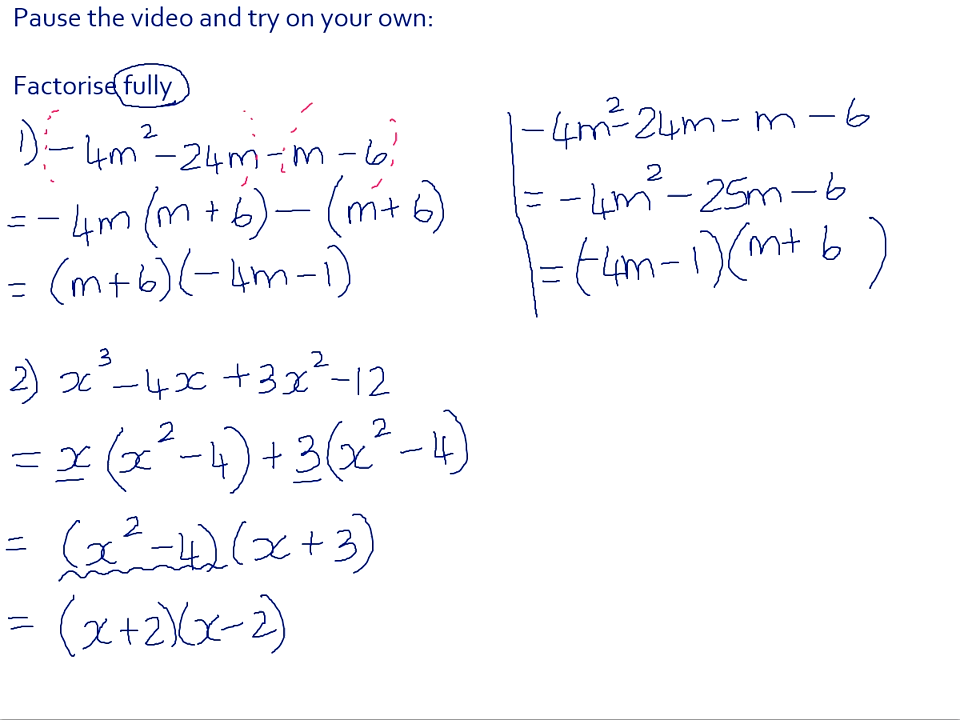 Pause the video and try on your own:
Factorise fully
1) -4m² - 24m - m - 6
= -4m(m + 6) - (m + 6)
= (m + 6)(-4m - 1)
-4m² - 24m - m - 6
= -4m² - 25m - 6
= (-4m - 1)(m + 6)
2) x³ - 4x + 3x² - 12
= x(x² - 4) + 3(x² - 4)
= (x² - 4)(x + 3)
= (x + 2)(x - 2)